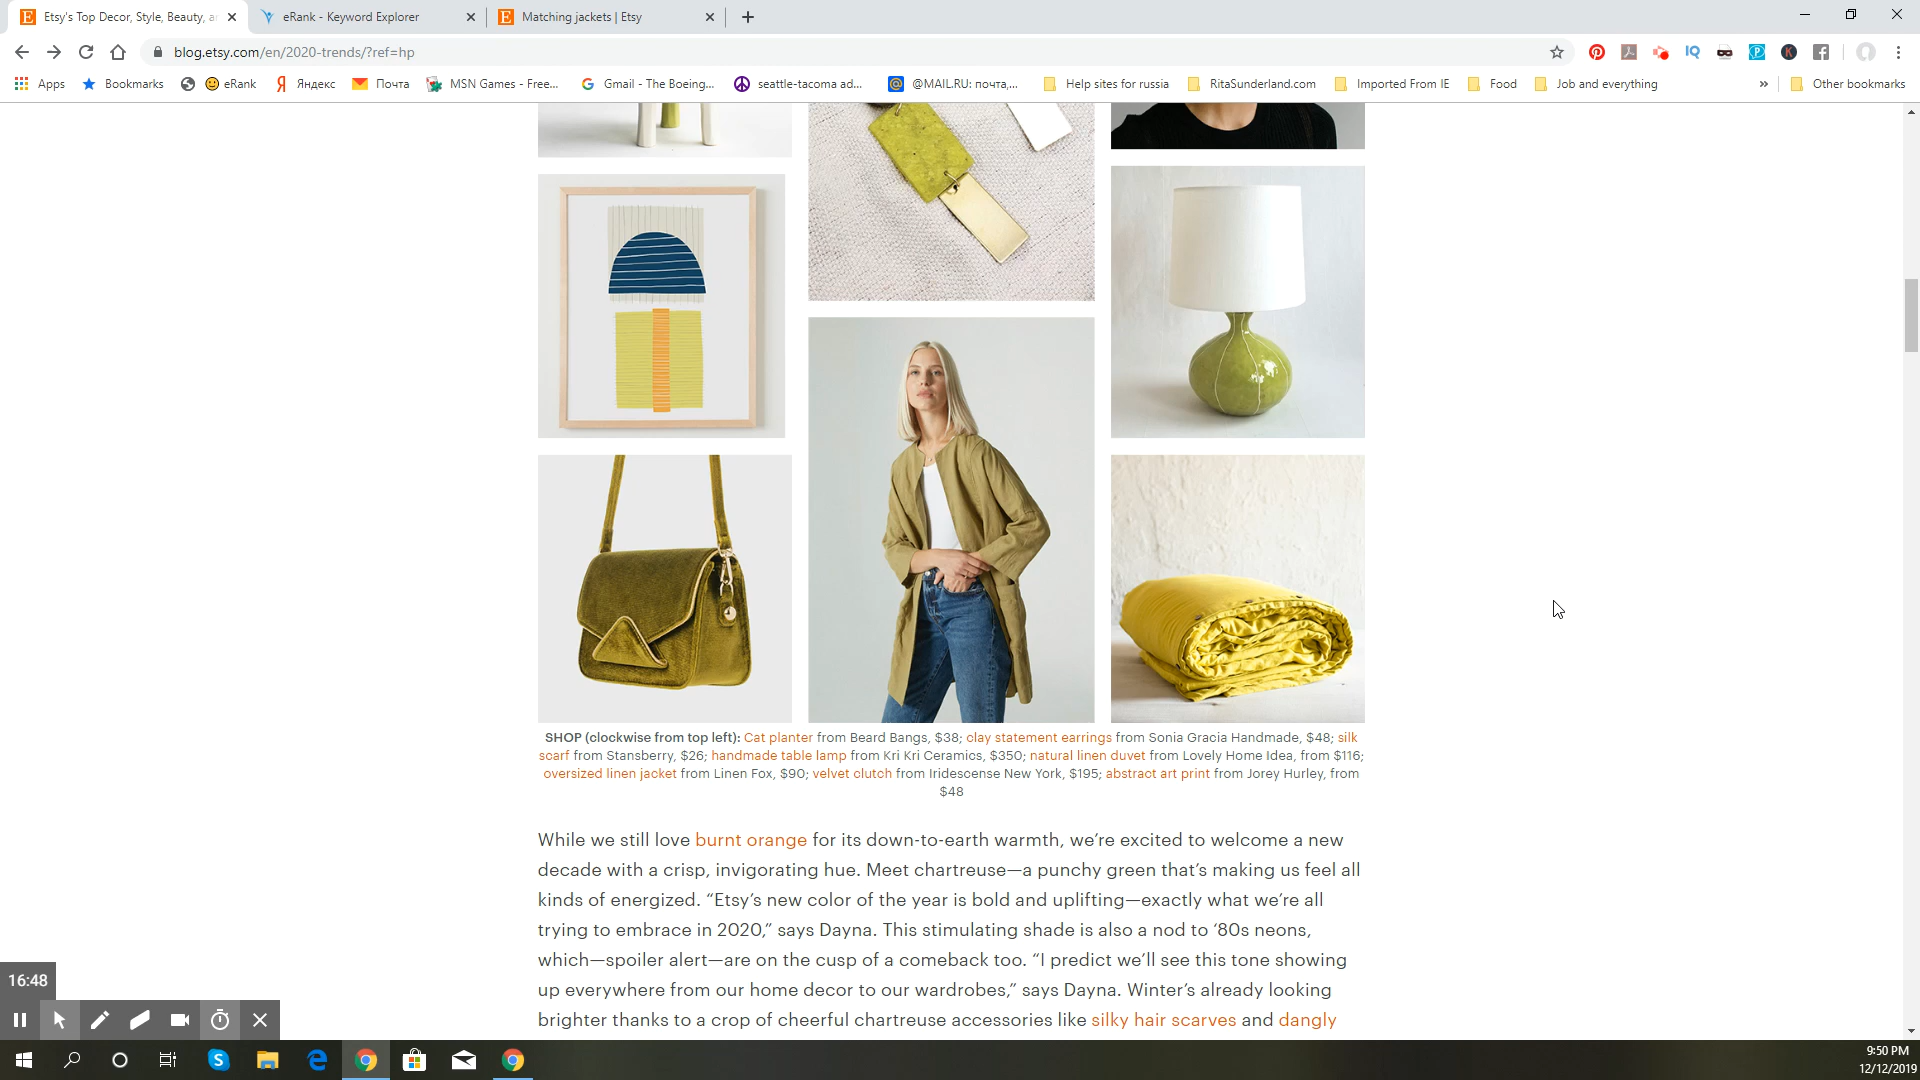 Etsy's Top Decor, Style, Beauty, ar
eRank - Keyword Explorer
Matching jackets | Etsy
blog.etsy.com/en/2020-trends/?ref=hp
Apps
Bookmarks
eRank
Яндекс
Почта
MSN Games - Free...
Gmail - The Boeing...
seattle-tacoma ad...
@MAIL.RU: почта,...
Help sites for russia
RitaSunderland.com
Imported From IE
Food
Job and everything
»
Other bookmarks
SHOP (clockwise from top left): Cat planter from Beard Bangs, $38; clay statement earrings from Sonia Gracia Handmade, $48; silk
scarf from Stansberry, $26; handmade table lamp from Kri Kri Ceramics, $350; natural linen duvet from Lovely Home Idea, from $116;
oversized linen jacket from Linen Fox, $90; velvet clutch from Iridescense New York, $195; abstract art print from Jorey Hurley, from
$48
While we still love burnt orange for its down-to-earth warmth, we’re excited to welcome a new
decade with a crisp, invigorating hue. Meet chartreuse—a punchy green that’s making us feel all
kinds of energized. “Etsy’s new color of the year is bold and uplifting—exactly what we’re all
trying to embrace in 2020,” says Dayna. This stimulating shade is also a nod to ‘80s neons,
which—spoiler alert—are on the cusp of a comeback too. “I predict we’ll see this tone showing
up everywhere from our home decor to our wardrobes,” says Dayna. Winter’s already looking
brighter thanks to a crop of cheerful chartreuse accessories like silky hair scarves and dangly
16:48
9:50 PM
12/12/2019